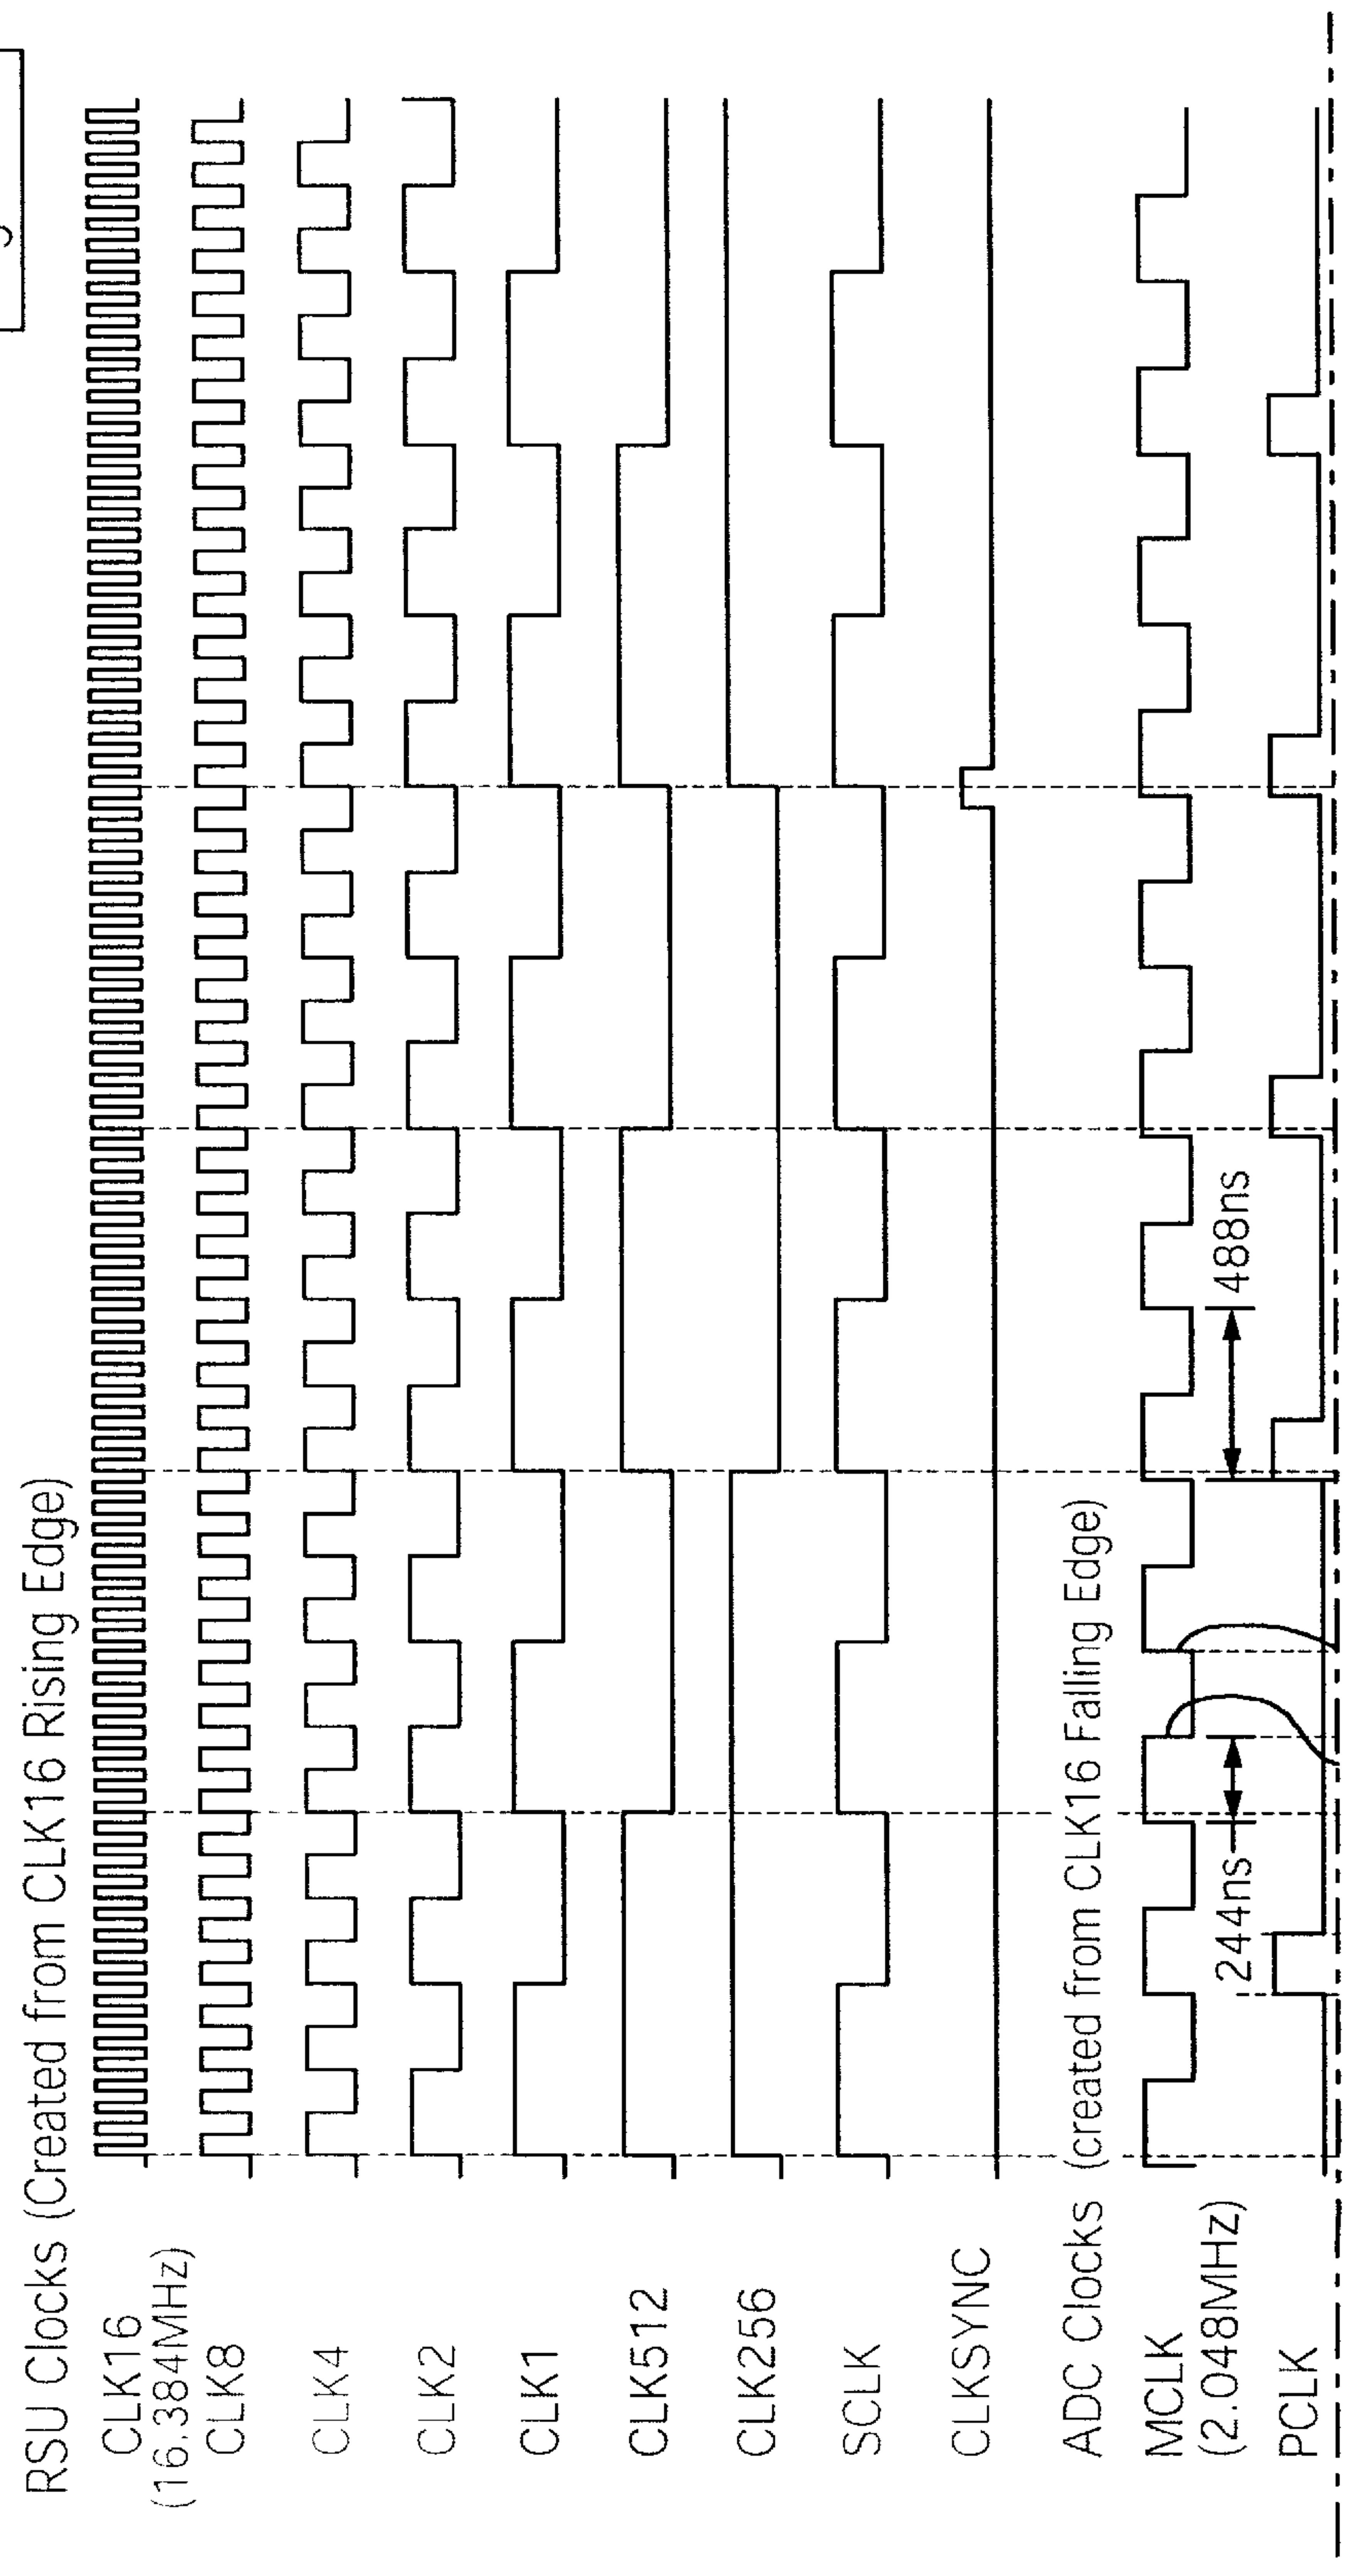 RSU Clocks (Created from CLK16 Rising Edge)
CLK16
(16.384MHz)
CLK8
CLK4
CLK2
CLK1
CLK512
CLK256
SCLK
CLKSYNC
ADC Clocks (created from CLK16 Falling Edge)
MCLK
(2.048MHz)
244ns
488ns
PCLK